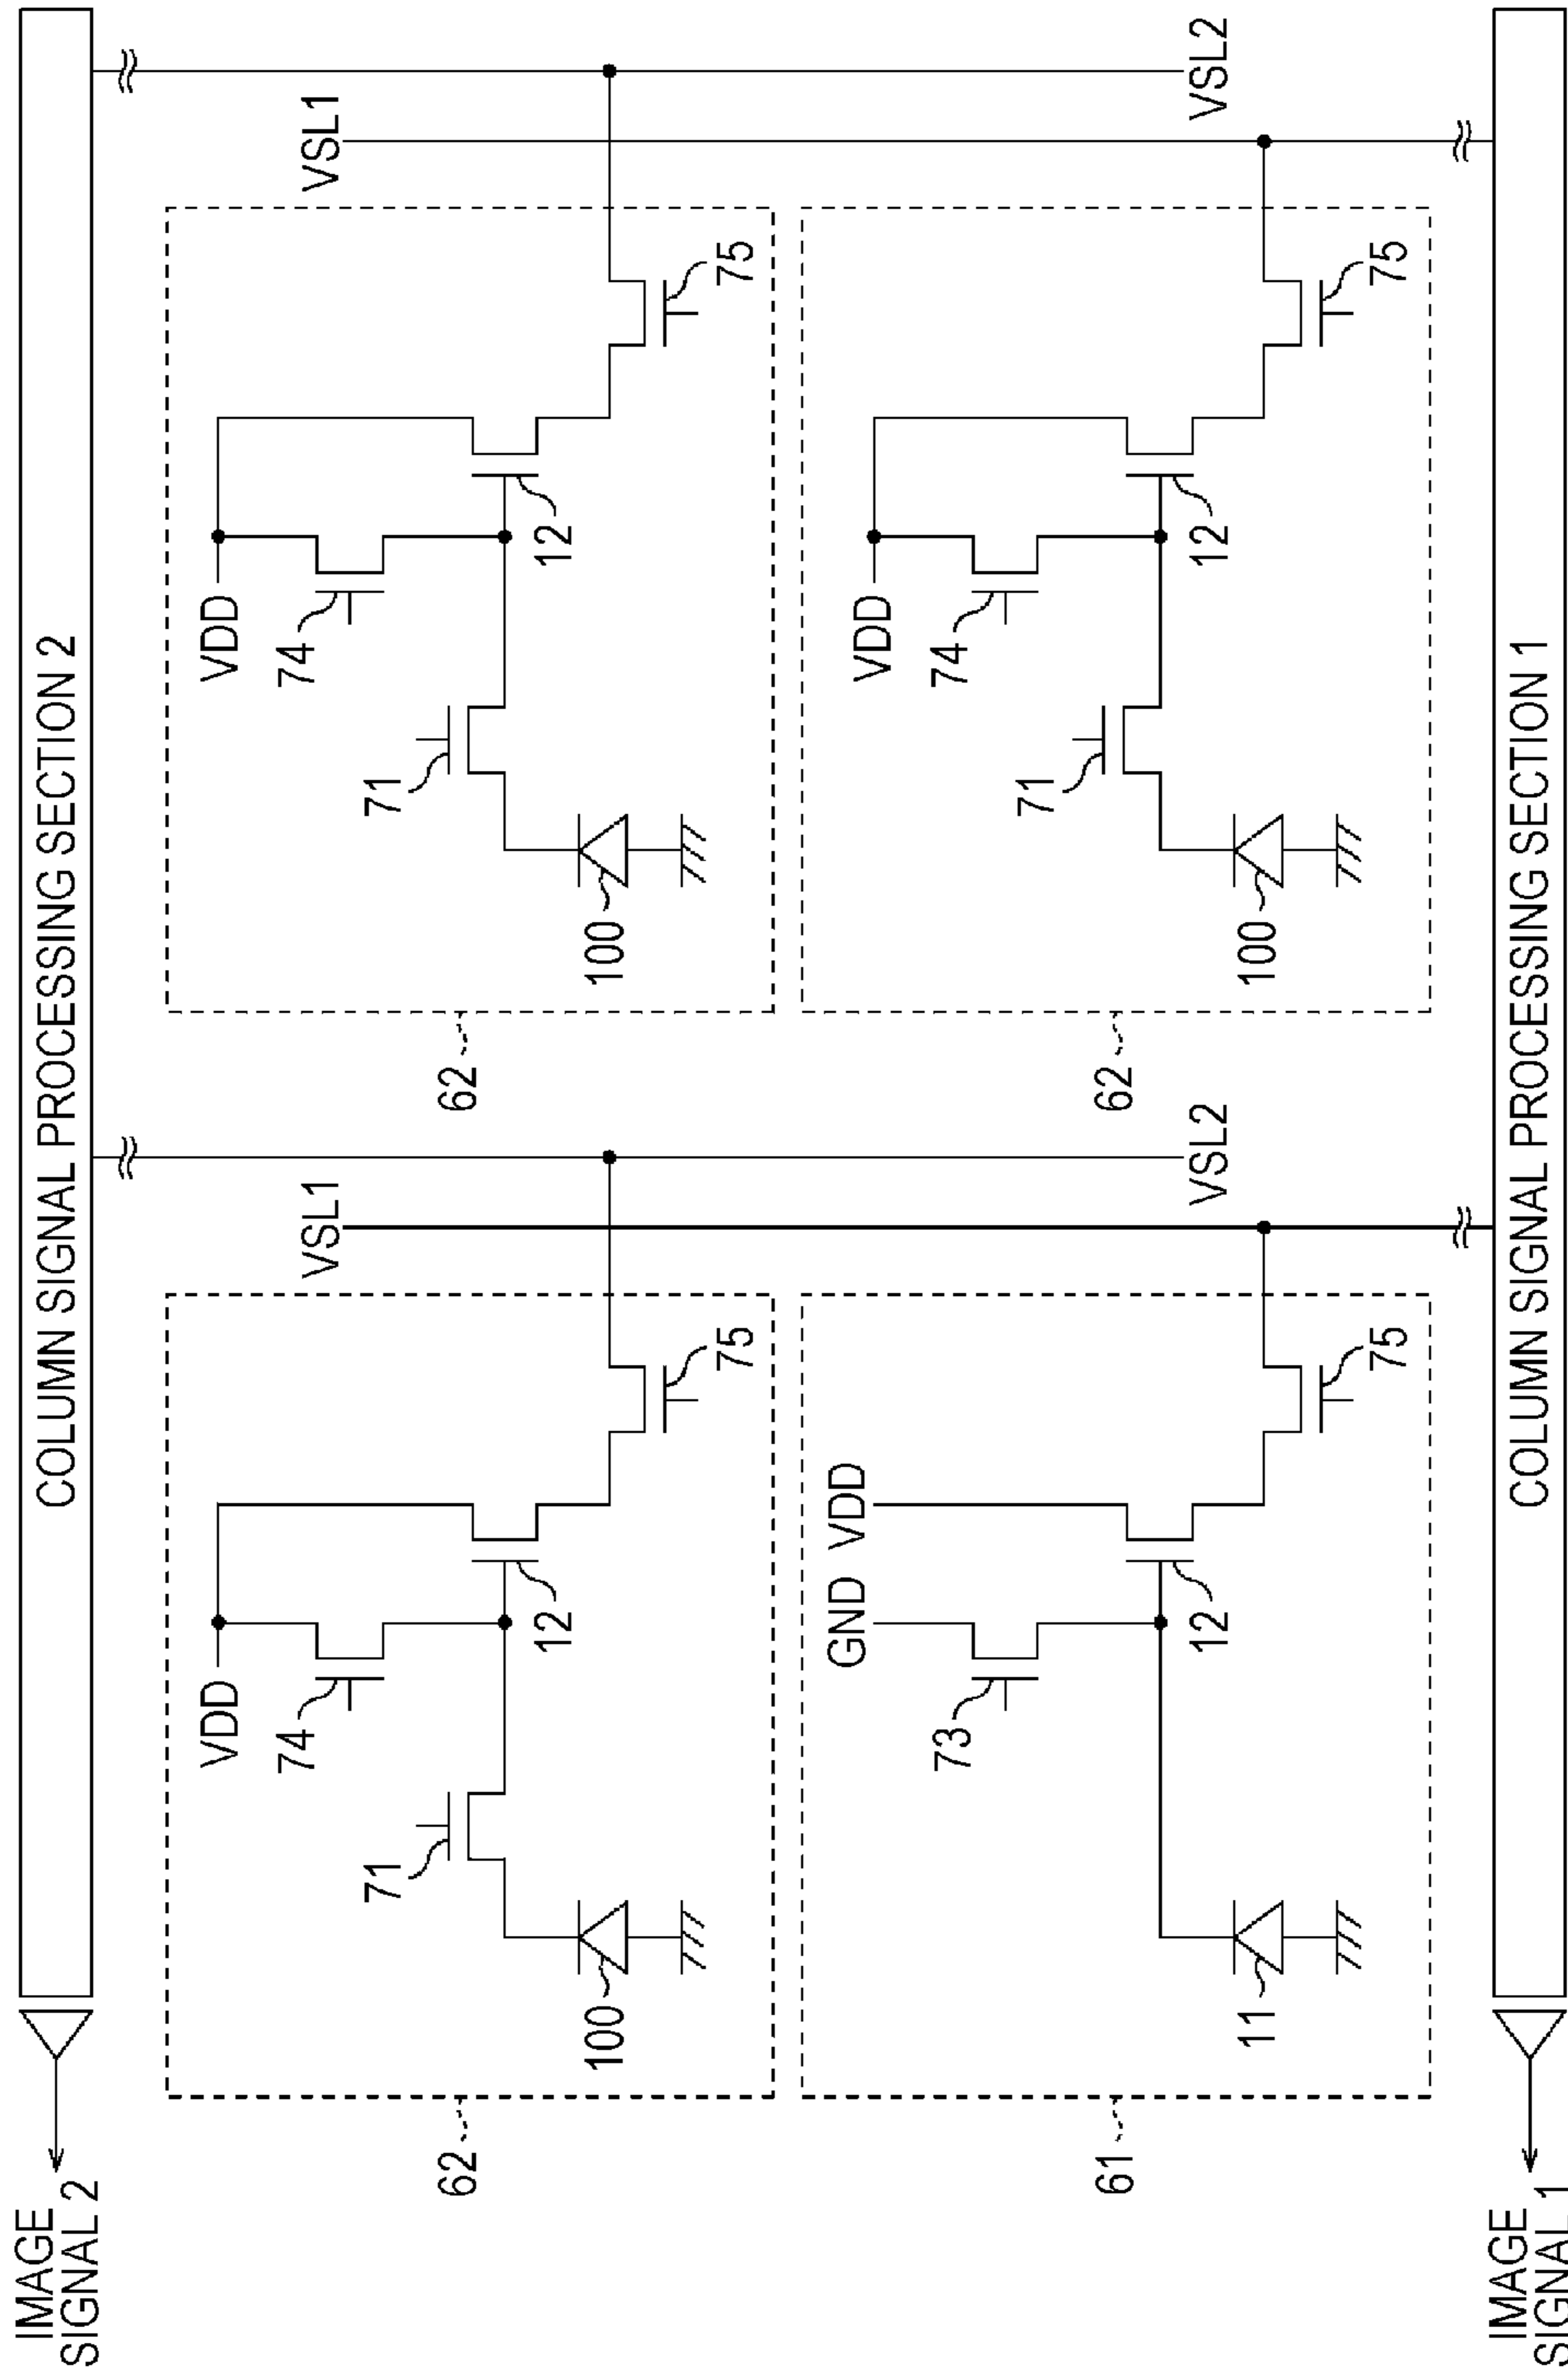 IMAGE
SIGNAL 2
COLUMN SIGNAL PROCESSING SECTION 2
VDD
VDD
74
VSL1
74
VSL1
71
71
62
62
12
12
100
100
75
75
GND VDD
VDD
73
74
71
61
62
12
VSL2
12
VSL2
11
100
75
75
IMAGE
SIGNAL 1
COLUMN SIGNAL PROCESSING SECTION 1